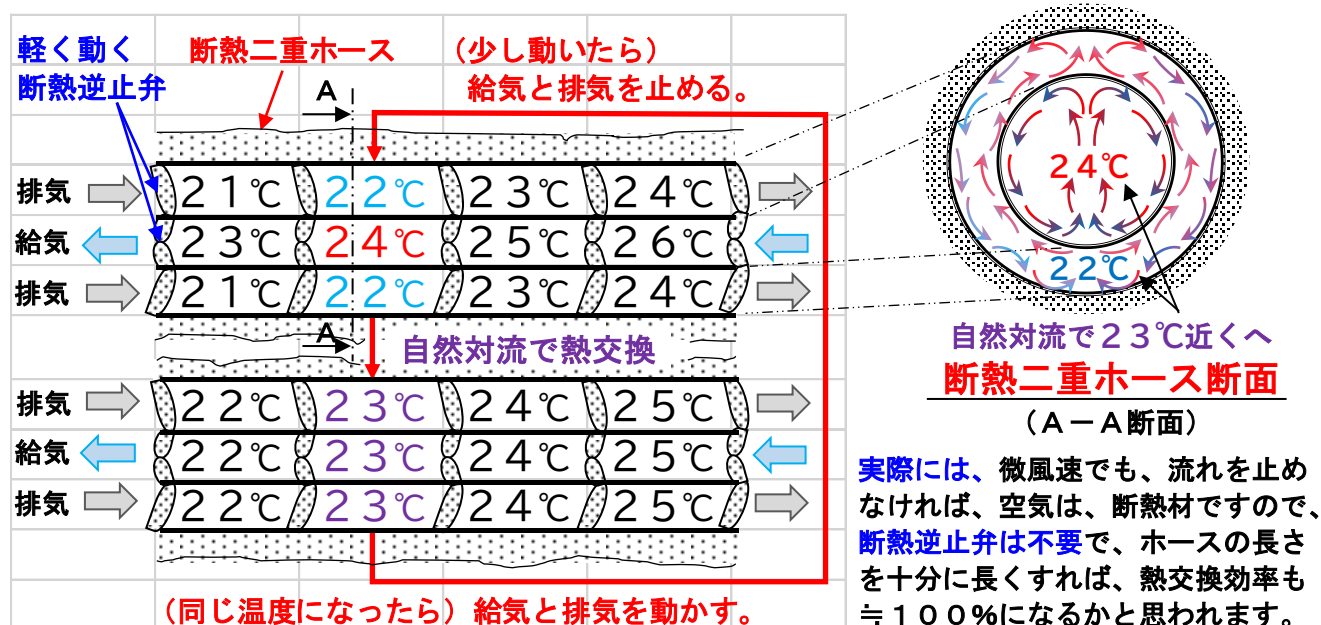 軽く動く
断熱逆止弁
断熱二重ホース
(少し動いたら)
給気と排気を止める。
A
排気 21℃ 22℃ 23℃ 24℃
給気 23℃ 24℃ 25℃ 26℃
排気 21℃ 22℃ 23℃ 24℃
A
自然対流で熱交換
排気 22℃ 23℃ 24℃ 25℃
給気 22℃ 23℃ 24℃ 25℃
排気 22℃ 23℃ 24℃ 25℃
(同じ温度になったら)給気と排気を動かす。
24℃
22℃
自然対流で23℃近くへ
断熱二重ホース断面
(A-A断面)
実際には、微風速でも、流れを止め
なければ、空気は、断熱材ですので、
断熱逆止弁は不要で、ホースの長さ
を十分に長くすれば、熱交換効率も
≒100%になるかと思われます。